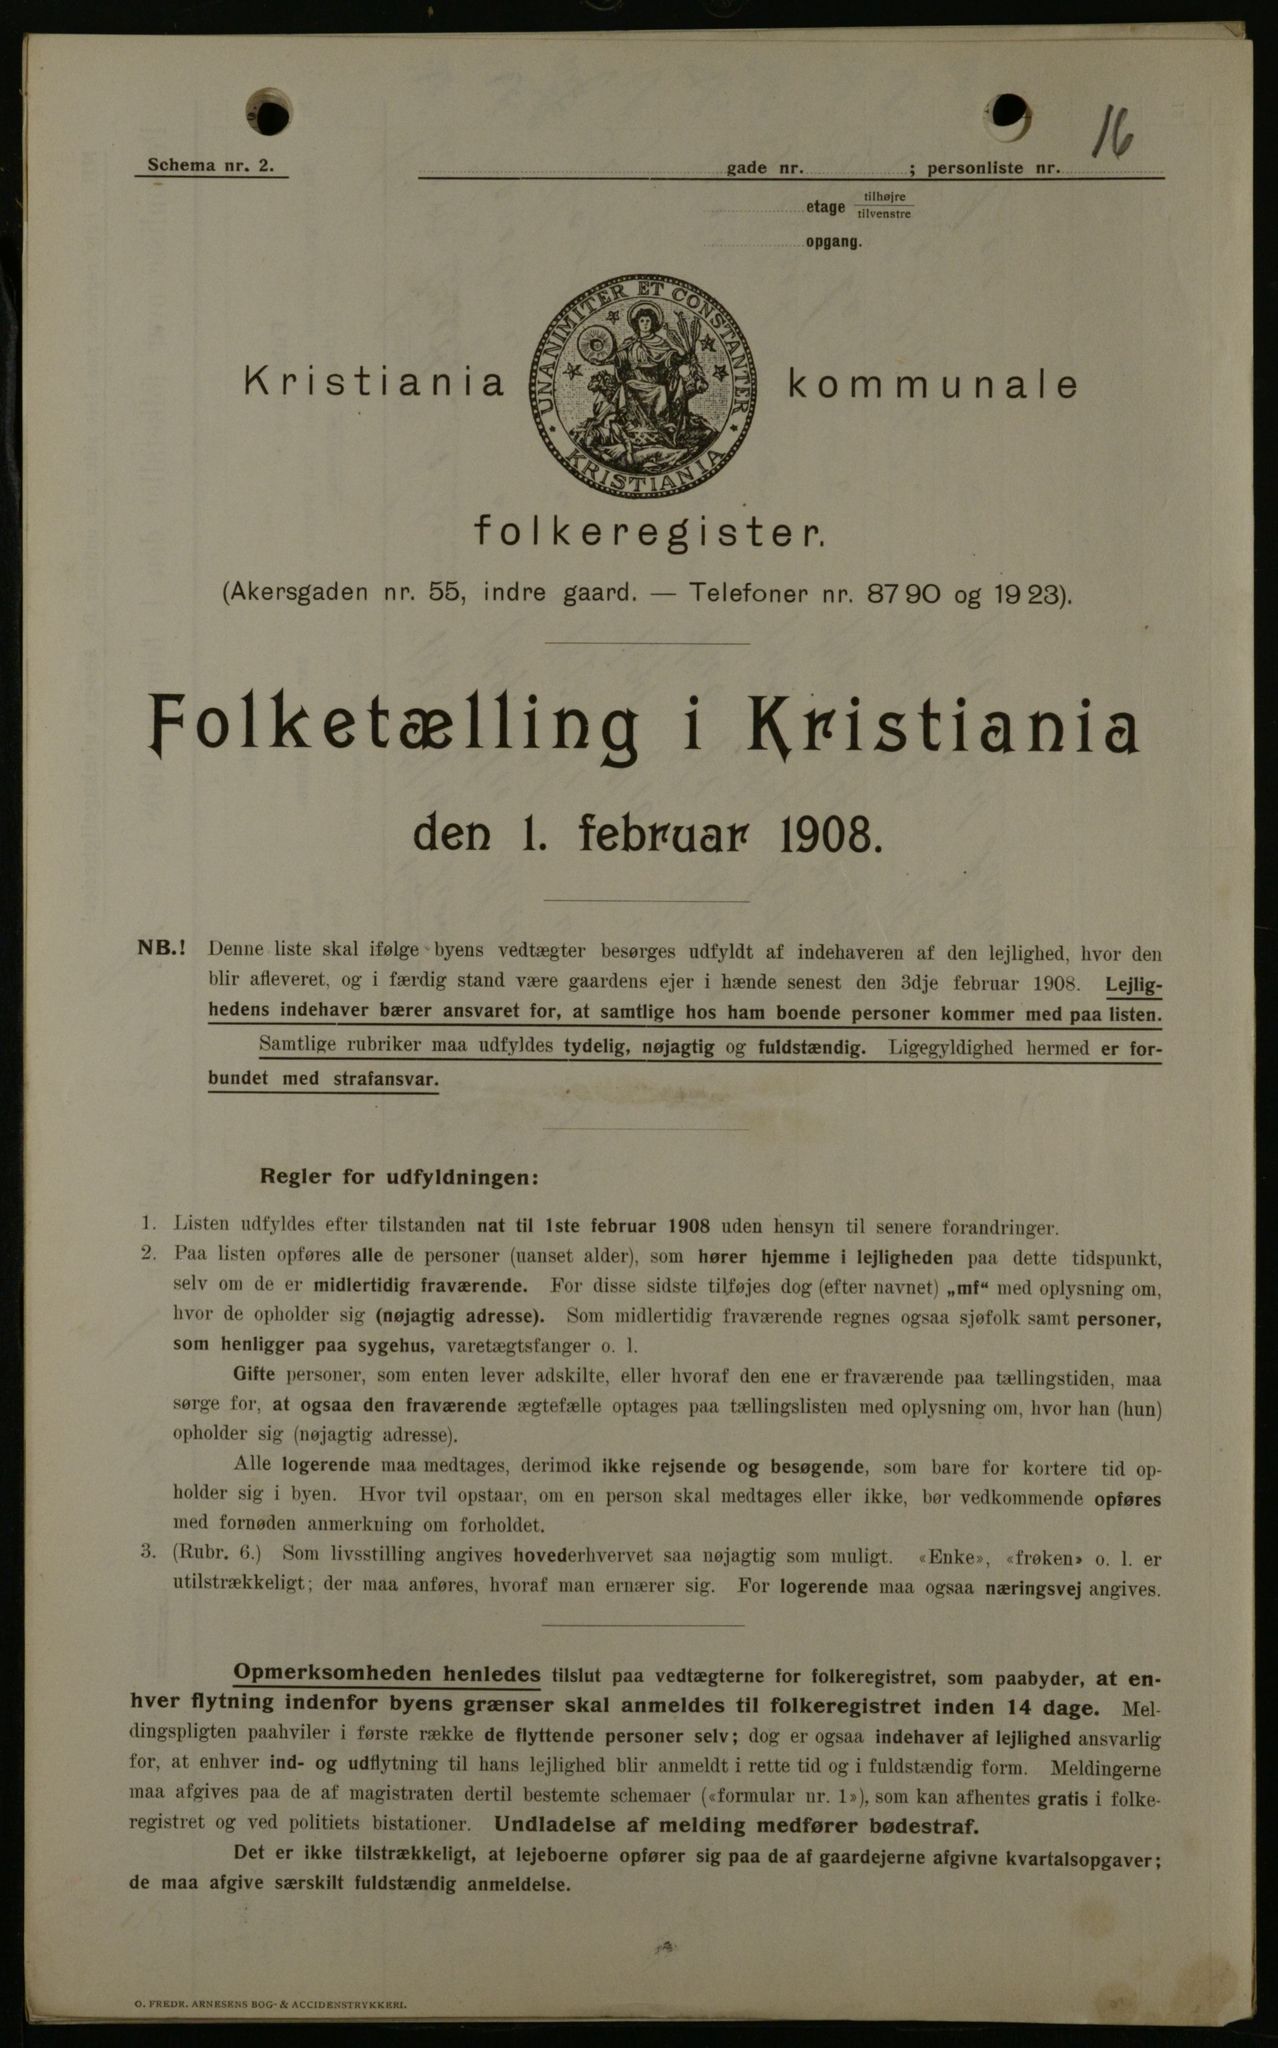 16
Schema nr. 2.
gade nr. ; personliste nr.
etage tilhøjre
tilvenstre
opgang.
UNANIMITER ET CONSTANTER
KRISTIANIA
Kristiania kommunale
folkeregister.
(Akersgaden nr. 55, indre gaard. — Telefoner nr. 87 90 og 19 23).
Folketælling i Kristiania
den 1. februar 1908.
NB.! Denne liste skal ifølge byens vedtægter besørges udfyldt af indehaveren af den lejlighed, hvor den
blir afleveret, og i færdig stand være gaardens ejer i hænde senest den 3dje februar 1908. Lejlig-
hedens indehaver bærer ansvaret for, at samtlige hos ham boende personer kommer med paa listen.
Samtlige rubriker maa udfyldes tydelig, nøjagtig og fuldstændig. Ligegyldighed hermed er for-
bundet med strafansvar.
Regler for udfyldningen:
1. Listen udfyldes efter tilstanden nat til 1ste februar 1908 uden hensyn til senere forandringer.
2. Paa listen opføres alle de personer (uanset alder), som hører hjemme i lejligheden paa dette tidspunkt,
selv om de er midlertidig fraværende. For disse sidste tilføjes dog (efter navnet) „mf“ med oplysning om,
hvor de opholder sig (nøjagtig adresse). Som midlertidig fraværende regnes ogsaa sjøfolk samt personer,
som henligger paa sygehus, varetægtsfanger o. l.
Gifte personer, som enten lever adskilte, eller hvoraf den ene er fraværende paa tællingstiden, maa
sørge for, at ogsaa den fraværende ægtefælle optages paa tællingslisten med oplysning om, hvor han (hun)
opholder sig (nøjagtig adresse).
Alle logerende maa medtages, derimod ikke rejsende og besøgende, som bare for kortere tid op-
holder sig i byen. Hvor tvil opstaar, om en person skal medtages eller ikke, bør vedkommende opføres
med fornøden anmerkning om forholdet.
3. (Rubr. 6.) Som livsstilling angives hovederhvervet saa nøjagtig som muligt. «Enke», «frøken» o. l. er
utilstrækkeligt; der maa anføres, hvoraf man ernærer sig. For logerende maa ogsaa næringsvej angives.
Opmerksomheden henledes tilslut paa vedtægterne for folkeregistret, som paabyder, at en-
hver flytning indenfor byens grænser skal anmeldes til folkeregistret inden 14 dage. Mel-
dingspligten paahviler i første række de flyttende personer selv; dog er ogsaa indehaver af lejlighed ansvarlig
for, at enhver ind- og udflytning til hans lejlighed blir anmeldt i rette tid og i fuldstændig form. Meldingerne
maa afgives paa de af magistraten dertil bestemte schemaer («formular nr. 1»), som kan afhentes gratis i folke-
registret og ved politiets bistationer. Undladelse af melding medfører bødestraf.
Det er ikke tilstrækkeligt, at lejeboerne opfører sig paa de af gaardejerne afgivne kvartalsopgaver;
de maa afgive særskilt fuldstændig anmeldelse.
O. FREDR. ARNESENS BOG- & ACCIDENSTRYKKERI.